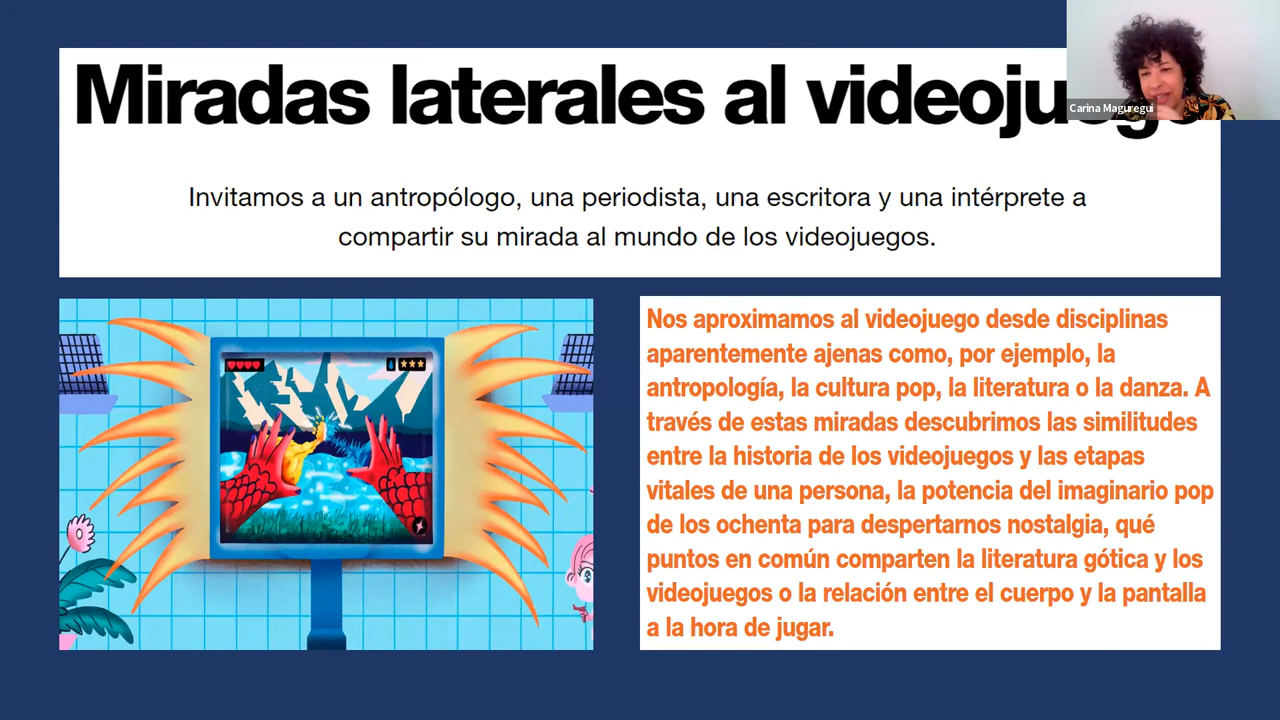 Miradas laterales al videojuego
Carina Maguregui
Invitamos a un antropólogo, una periodista, una escritora y una intérprete a
compartir su mirada al mundo de los videojuegos.
Nos aproximamos al videojuego desde disciplinas
aparentemente ajenas como, por ejemplo, la
antropología, la cultura pop, la literatura o la danza. A
través de estas miradas descubrimos las similitudes
entre la historia de los videojuegos y las etapas
vitales de una persona, la potencia del imaginario pop
de los ochenta para despertarnos nostalgia, qué
puntos en común comparten la literatura gótica y los
videojuegos o la relación entre el cuerpo y la pantalla
a la hora de jugar.